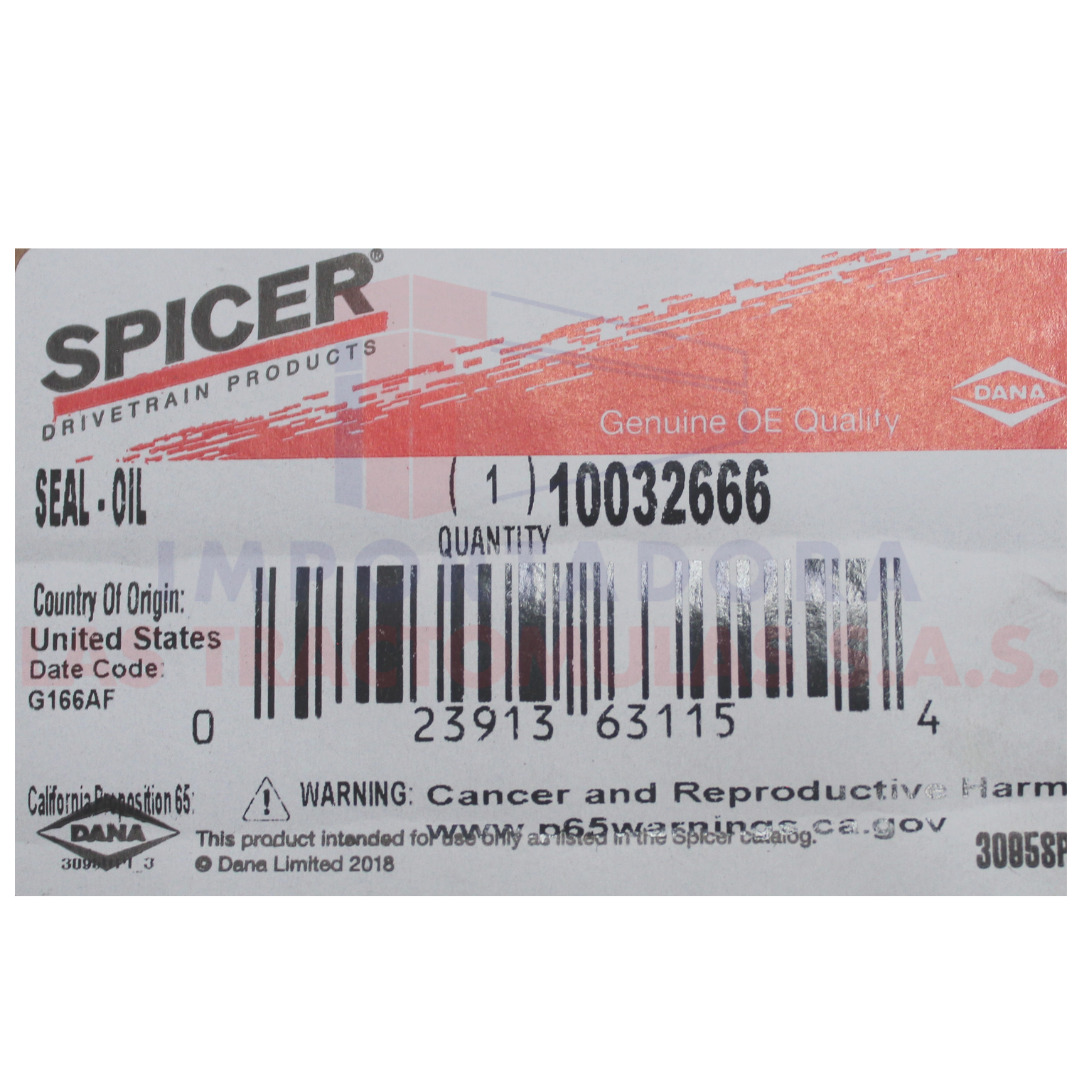 SPICER®
DRIVETRAIN PRODUCTS
DANA
Genuine OE Quality
SEAL - OIL
( 1 ) 10032666
QUANTITY
IMPORTADORA
TRACTOMULAS S.A.S.
Country Of Origin:
United States
Date Code:
G166AF
0 23913 63115 4
California Proposition 65:
WARNING: Cancer and Reproductive Harm
www.p65warnings.ca.gov
DANA
This product intended for use only as listed in the Spicer catalog.
© Dana Limited 2018